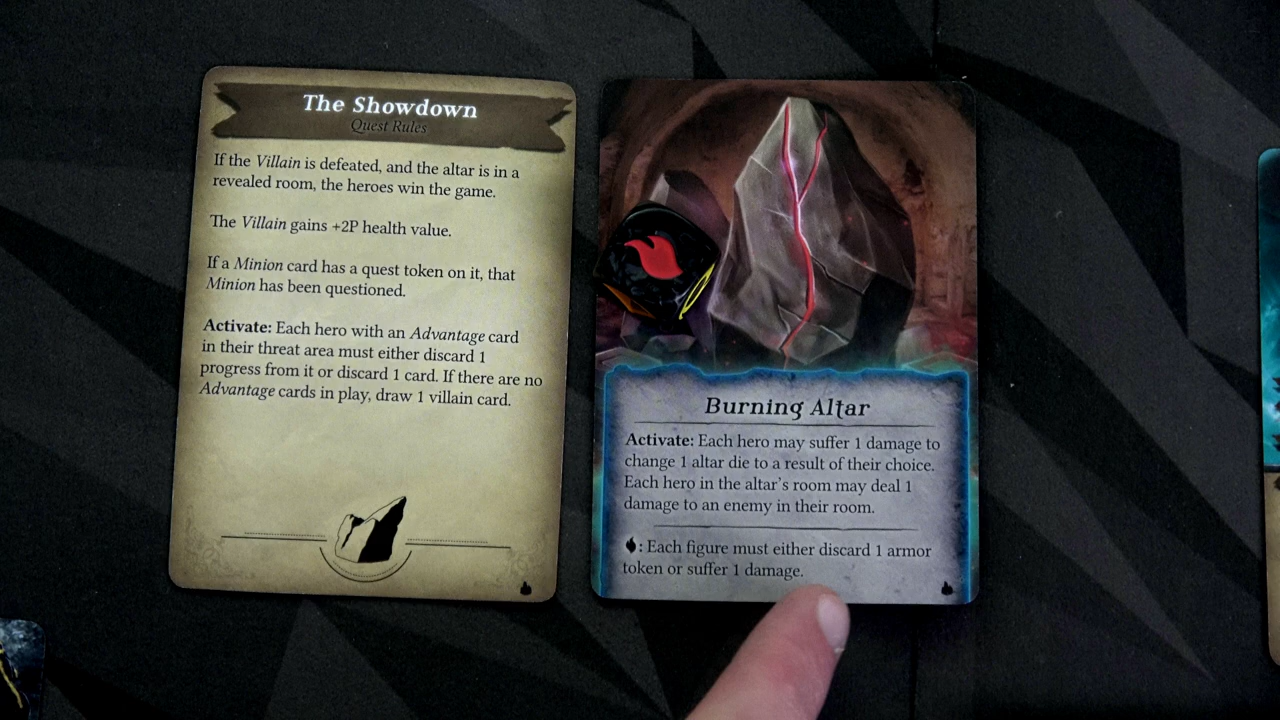 The Showdown
Quest Rules
If the Villain is defeated, and the altar is in a
revealed room, the heroes win the game.
The Villain gains +2P health value.
If a Minion card has a quest token on it, that
Minion has been questioned.
Activate: Each hero with an Advantage card
in their threat area must either discard 1
progress from it or discard 1 card. If there are no
Advantage cards in play, draw 1 villain card.
Burning Altar
Activate: Each hero may suffer 1 damage to
change 1 altar die to a result of their choice.
Each hero in the altar's room may deal 1
damage to an enemy in their room.
: Each figure must either discard 1 armor
token or suffer 1 damage.